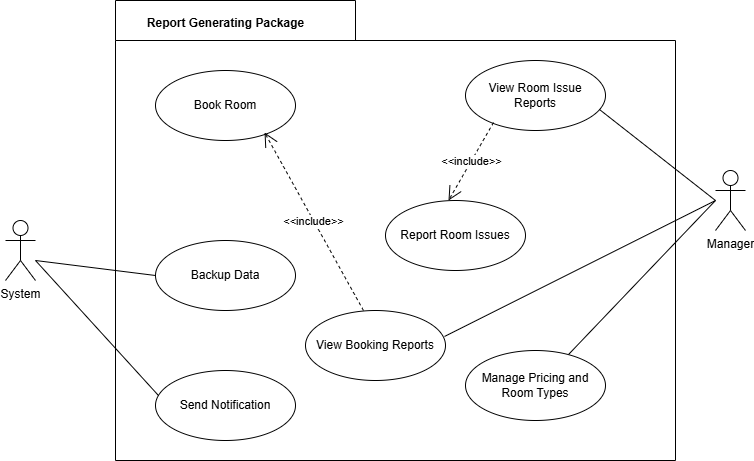 Report Generating Package
Book Room
View Room Issue
Reports
<<include>>
<<include>>
Report Room Issues
Manager
System
Backup Data
View Booking Reports
Manage Pricing and
Room Types
Send Notification